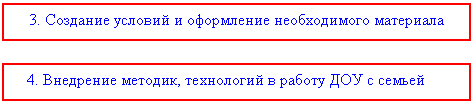 3. Создание условий и оформление необходимого материала
4. Внедрение методик, технологий в работу ДОУ с семьей